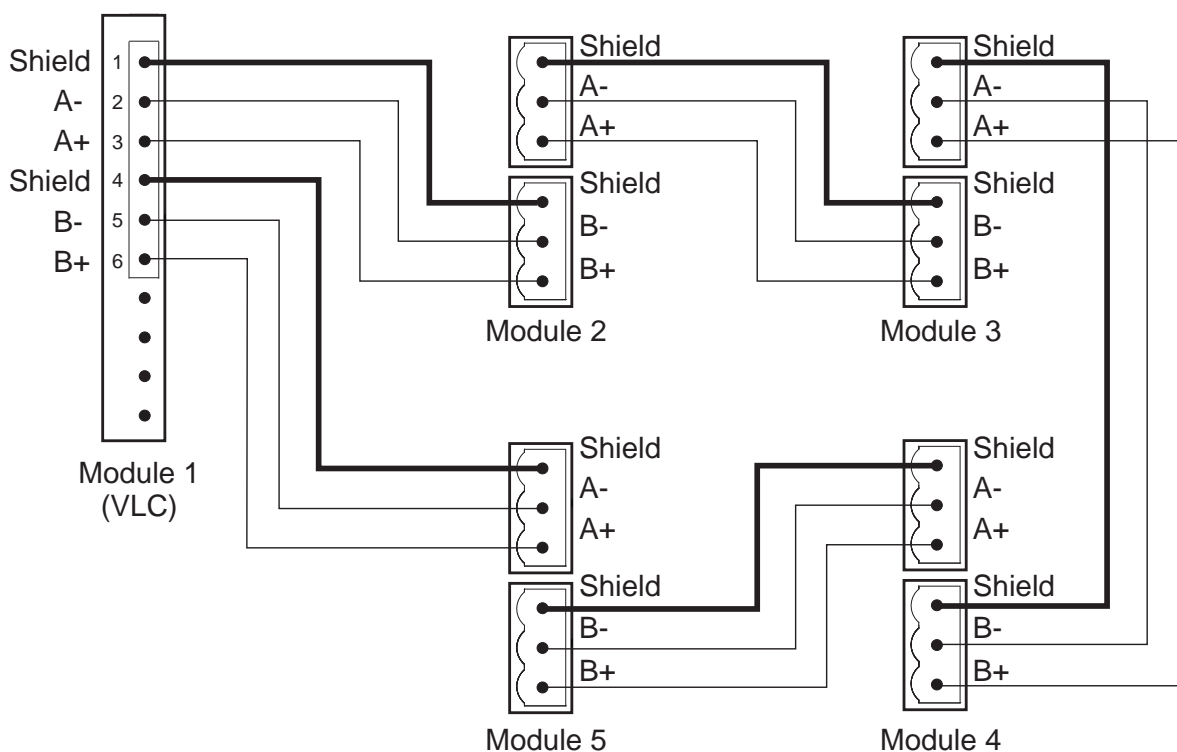 Shield 1
A- 2
A+ 3
Shield 4
B- 5
B+ 6
Module 1
(VLC)
Shield
A-
A+
Shield
B-
B+
Module 2
Shield
A-
A+
Shield
B-
B+
Module 3
Shield
A-
A+
Shield
B-
B+
Module 5
Shield
A-
A+
Shield
B-
B+
Module 4